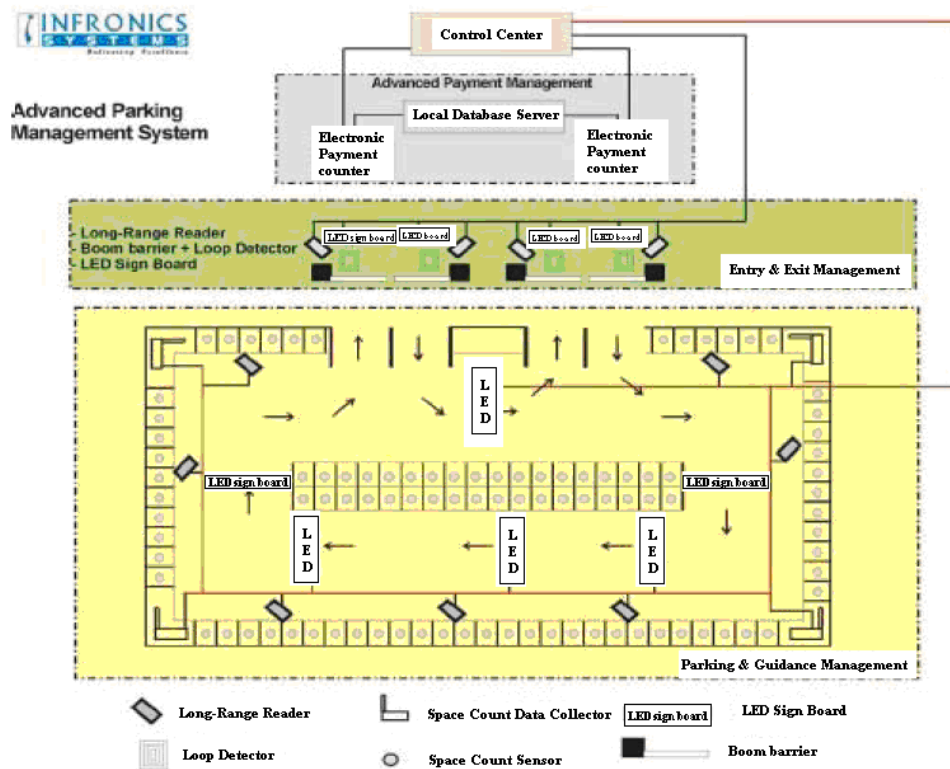 INFRONICS
SYSTEMS
Delivering Excellence
Advanced Parking
Management System
Control Center
Advanced Payment Management
Local Database Server
Electronic
Payment
counter
Electronic
Payment
counter
- Long-Range Reader
- Boom barrier + Loop Detector
- LED Sign Board
LED sign board
LED board
LED board
LED board
Entry & Exit Management
L
E
D
LED sign board
LED sign board
L
E
D
L
E
D
L
E
D
Parking & Guidance Management
Long-Range Reader
Space Count Data Collector
LED sign board
LED Sign Board
Loop Detector
Space Count Sensor
Boom barrier